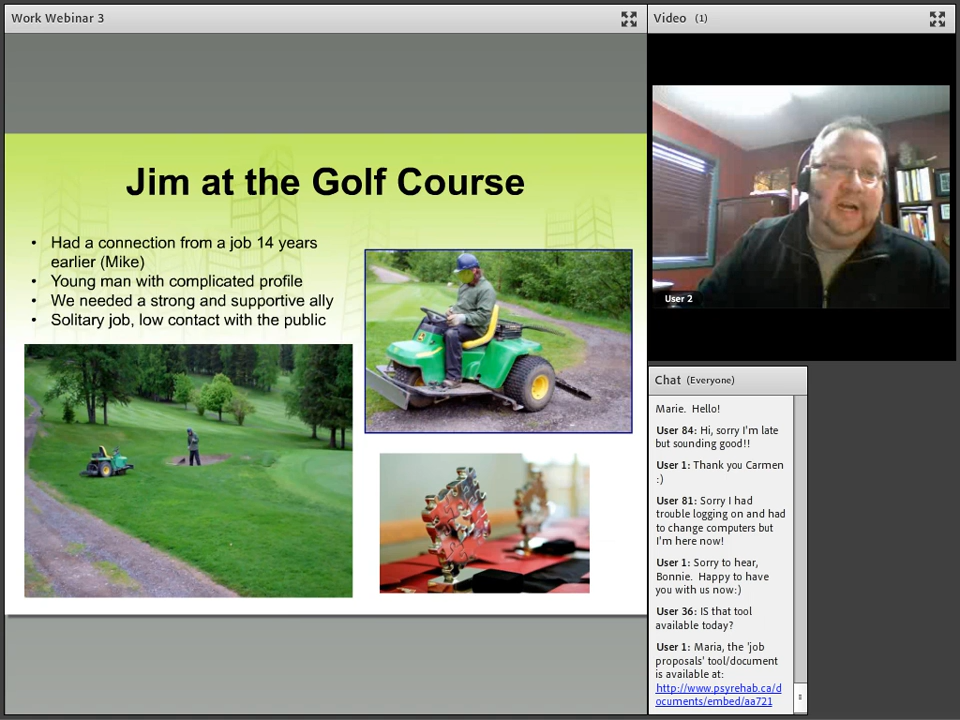 Work Webinar 3
Jim at the Golf Course
• Had a connection from a job 14 years
earlier (Mike)
• Young man with complicated profile
• We needed a strong and supportive ally
• Solitary job, low contact with the public
Video (1)
User 2
Chat (Everyone)
Marie. Hello!
User 84: Hi, sorry I'm late
but sounding good!!
User 1: Thank you Carmen
:)
User 81: Sorry I had
trouble logging on and had
to change computers but
I'm here now!
User 1: Sorry to hear,
Bonnie. Happy to have
you with us now:)
User 36: IS that tool
available today?
User 1: Maria, the 'job
proposals' tool/document
is available at:
http://www.psyrehab.ca/d
ocuments/embed/aa721